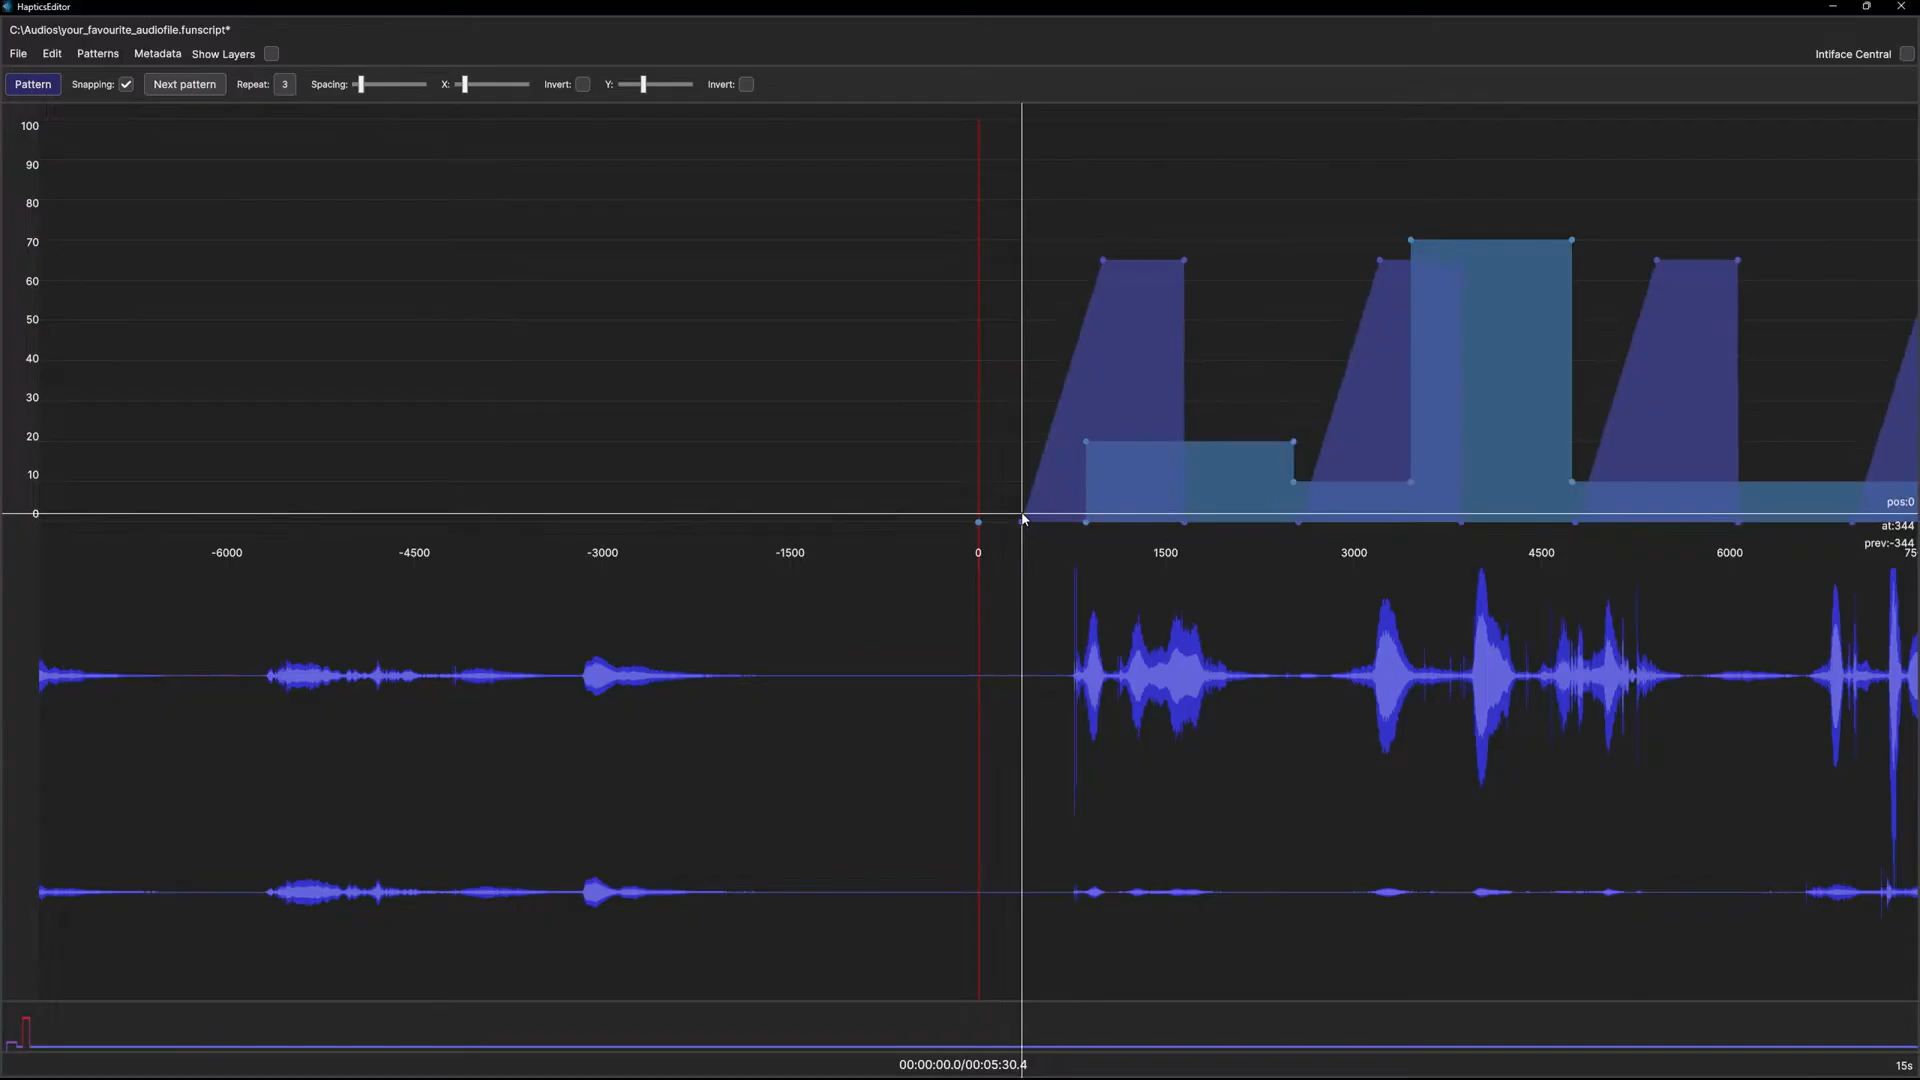 HapticsEditor
C:\Audios\your_favourite_audiofile.funscript*
File Edit Patterns Metadata Show Layers Intiface Central
Pattern Snapping: Next pattern Repeat: 3 Spacing: X: Invert: Y: Invert:
100
90
80
70
60
50
40
30
20
10
pos:0
0
at:344
prev:-344
-6000 -4500 -3000 -1500 0 1500 3000 4500 6000 75
00:00:00.0/00:05:30.4 15s